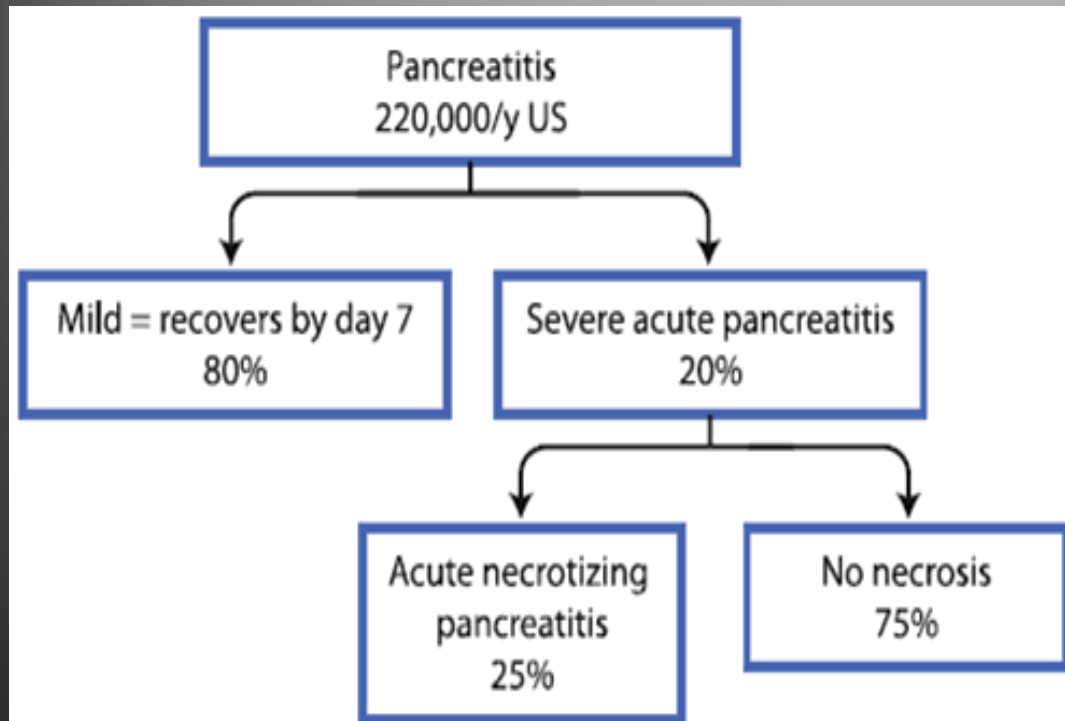 Pancreatitis
220,000/y US
Mild = recovers by day 7
80%
Severe acute pancreatitis
20%
Acute necrotizing
pancreatitis
25%
No necrosis
75%